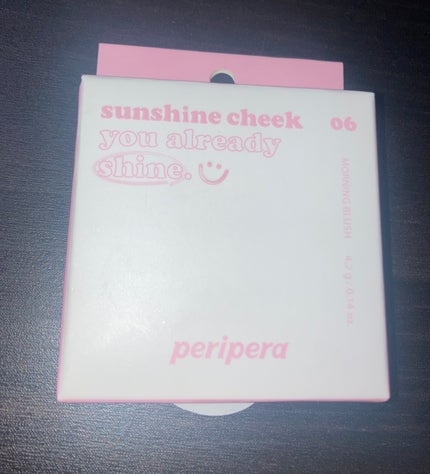 sunshine cheek 06
you already
shine.
MORNING BLUSH 4.2 g / 0.14 oz.
peripera